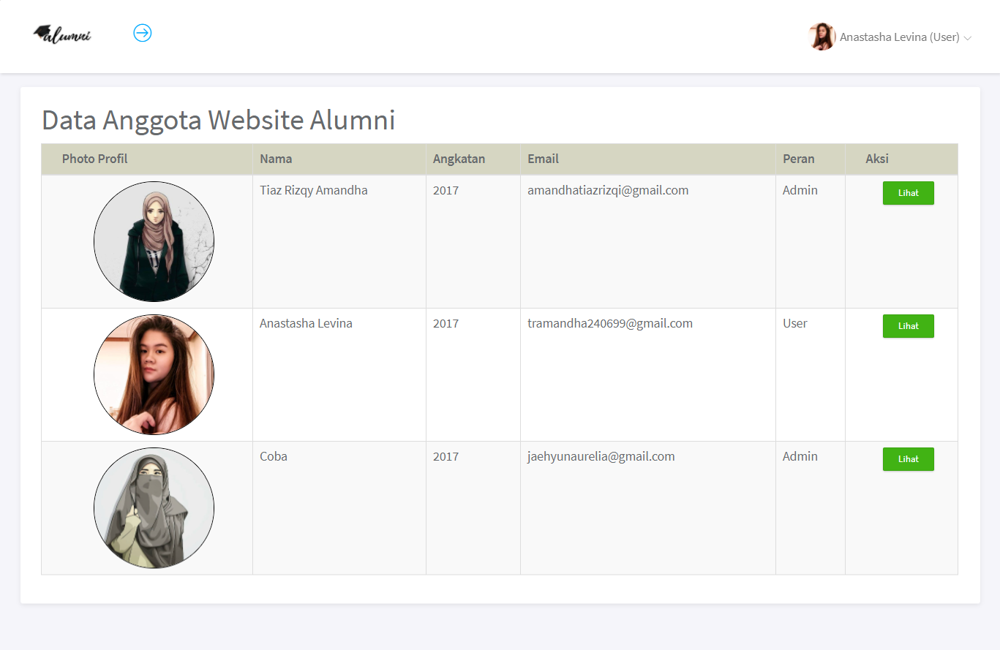 alumni
Anastasha Levina (User)
Data Anggota Website Alumni
Photo Profil Nama Angkatan Email Peran Aksi
Tiaz Rizqy Amandha 2017 amandhatiazrizqi@gmail.com Admin Lihat
Anastasha Levina 2017 tramandha240699@gmail.com User Lihat
Coba 2017 jaehyunaurelia@gmail.com Admin Lihat